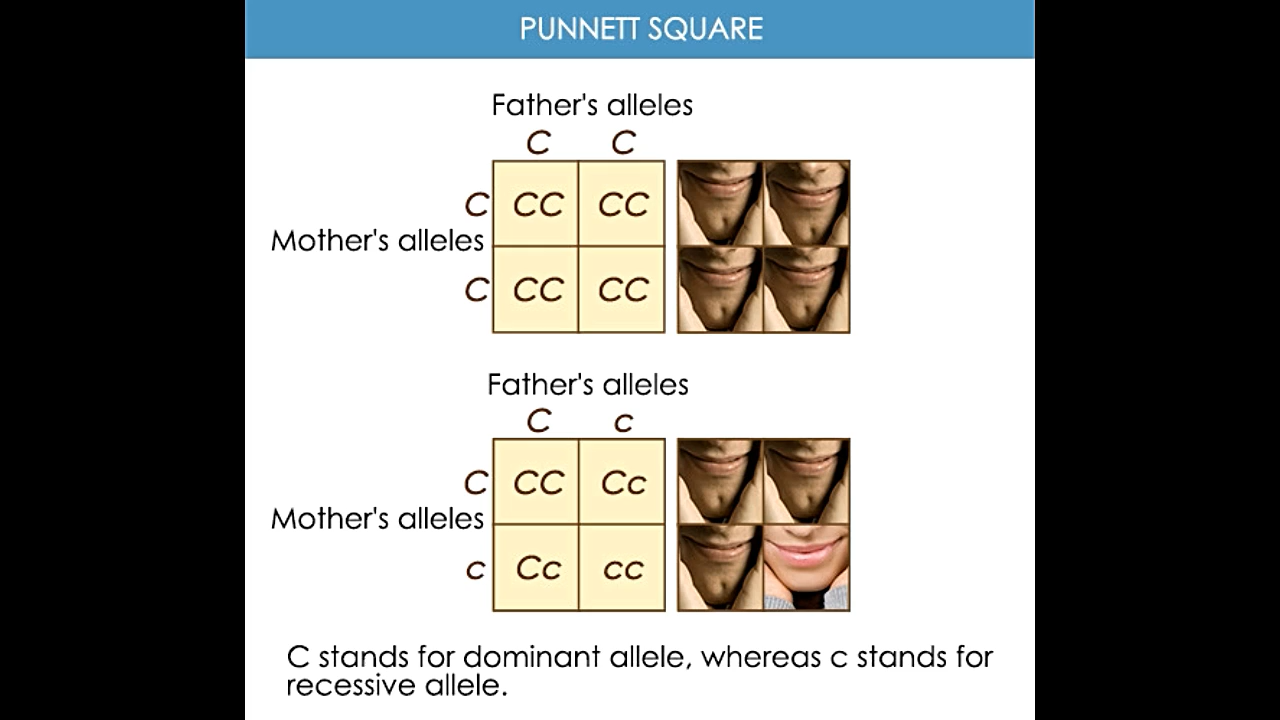 PUNNETT SQUARE
Father's alleles
C C
C CC CC
Mother's alleles
C CC CC
Father's alleles
C c
C CC Cc
Mother's alleles
c Cc cc
C stands for dominant allele, whereas c stands for
recessive allele.